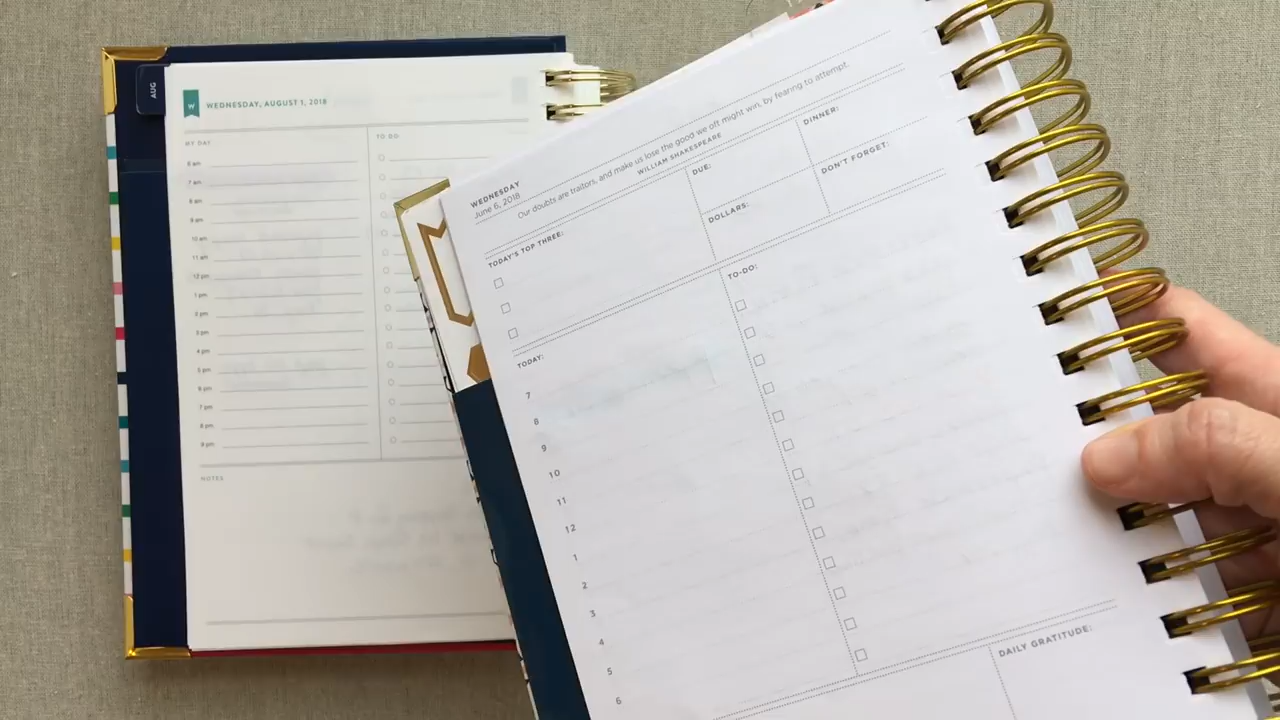 AUG
W
WEDNESDAY, AUGUST 1, 2018
MY DAY
TO DO
6 am
7 am
8 am
9 am
10 am
11 am
12 pm
1 pm
2 pm
3 pm
4 pm
5 pm
6 pm
7 pm
8 pm
9 pm
NOTES
WEDNESDAY
June 6, 2018
Our doubts are traitors, and make us lose the good we oft might win, by fearing to attempt.
WILLIAM SHAKESPEARE
TODAY'S TOP THREE:
DUE:
DINNER:
DOLLARS:
DON'T FORGET:
TODAY:
TO-DO:
7
8
9
10
11
12
1
2
3
4
5
6
DAILY GRATITUDE: